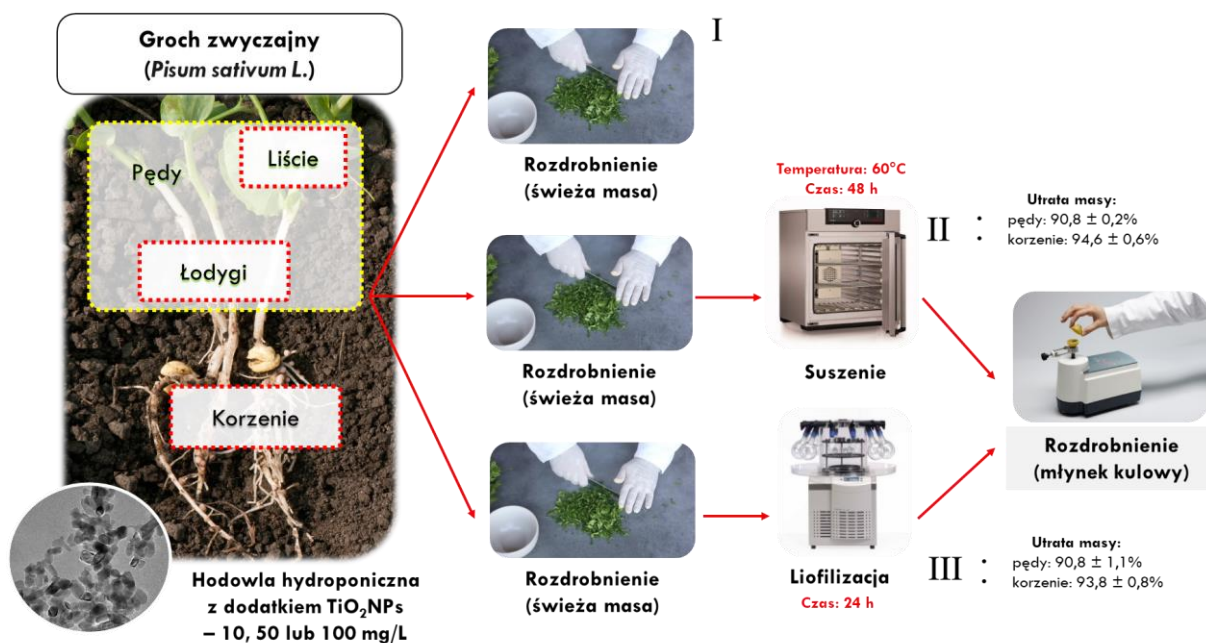 Groch zwyczajny
(Pisum sativum L.)
Pędy
Liście
Łodygi
Korzenie
Hodowla hydroponiczna
z dodatkiem TiO₂NPs
– 10, 50 lub 100 mg/L
I
Rozdrobnienie
(świeża masa)
Rozdrobnienie
(świeża masa)
Rozdrobnienie
(świeża masa)
Temperatura: 60°C
Czas: 48 h
Suszenie
II
Utrata masy:
• pędy: 90,8 ± 0,2%
• korzenie: 94,6 ± 0,6%
Liofilizacja
Czas: 24 h
III
Utrata masy:
• pędy: 90,8 ± 1,1%
• korzenie: 93,8 ± 0,8%
Rozdrobnienie
(młynek kulowy)